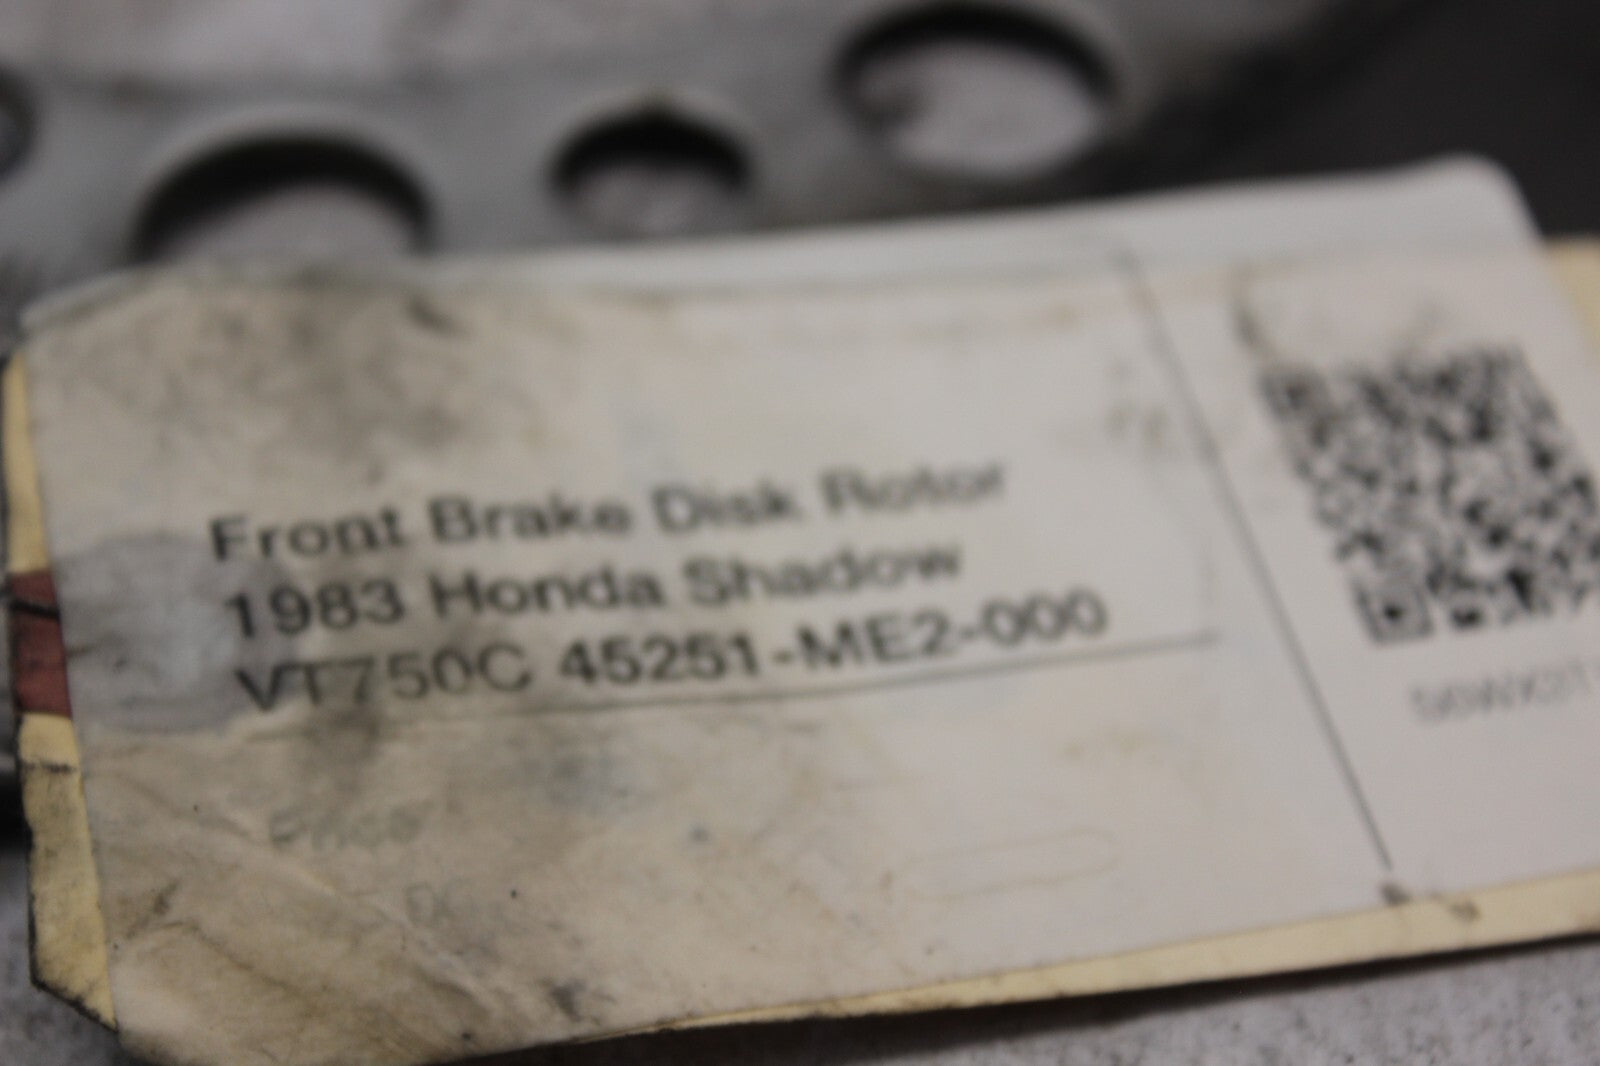 Front Brake Disk Rotor
1983 Honda Shadow
VT750C 45251-ME2-000